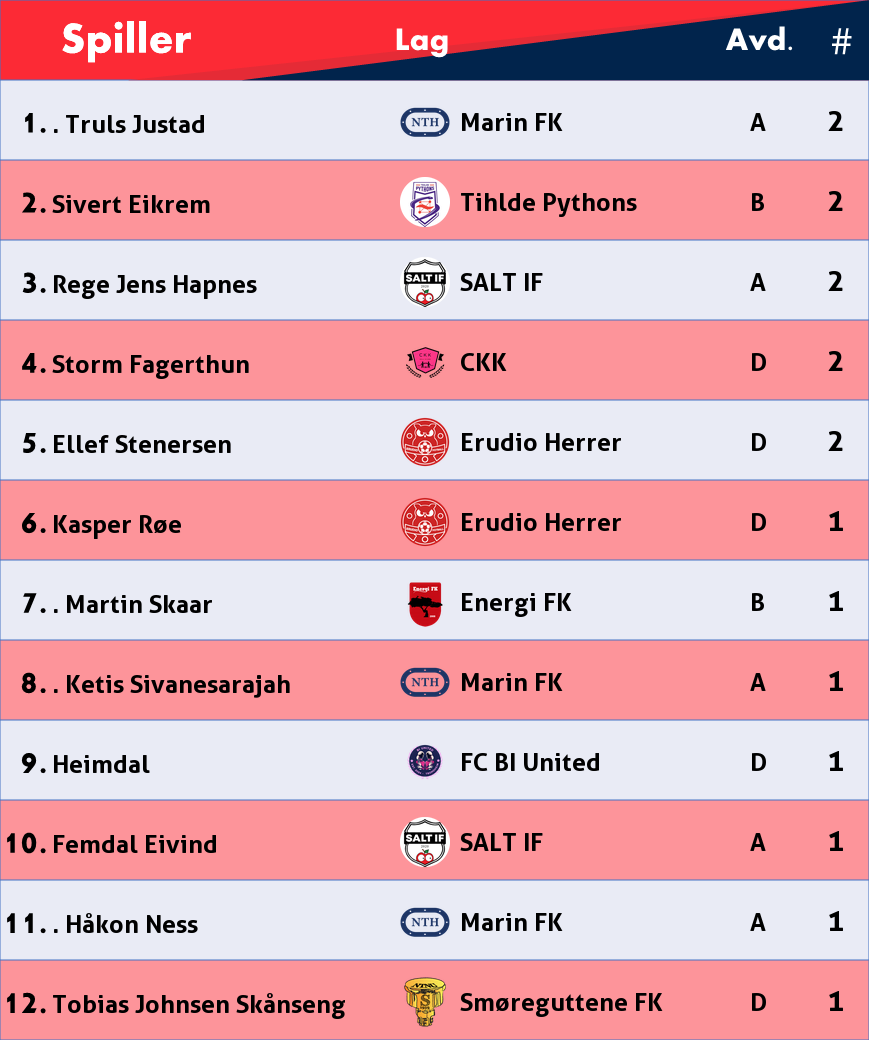 Spiller Lag Avd. #
1. . Truls Justad NTH Marin FK A 2
2. Sivert Eikrem PYTHONS Tihlde Pythons B 2
3. Rege Jens Hapnes SALT IF SALT IF A 2
4. Storm Fagerthun CKK CKK D 2
5. Ellef Stenersen Erudio Herrer D 2
6. Kasper Røe Erudio Herrer D 1
7. . Martin Skaar Energi FK Energi FK B 1
8. . Ketis Sivanesarajah NTH Marin FK A 1
9. Heimdal FC BI United D 1
10. Femdal Eivind SALT IF SALT IF A 1
11. . Håkon Ness NTH Marin FK A 1
12. Tobias Johnsen Skånseng NTNU S Smøreguttene FK D 1